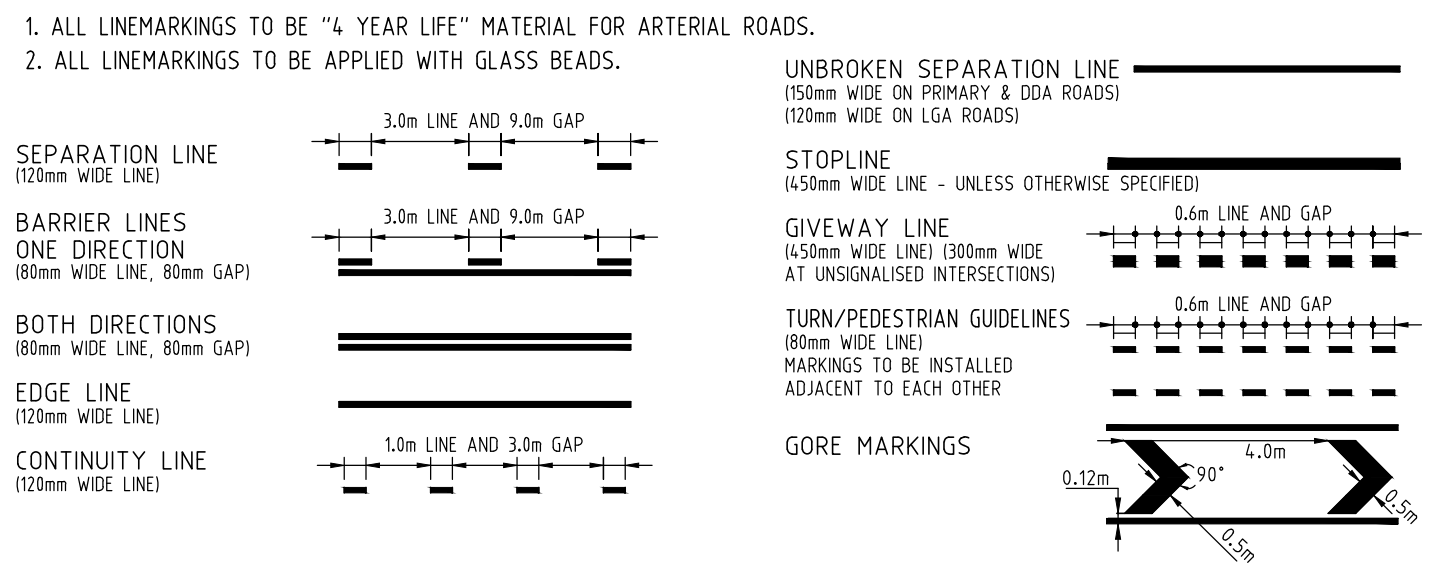 1. ALL LINEMARKINGS TO BE "4 YEAR LIFE" MATERIAL FOR ARTERIAL ROADS.
2. ALL LINEMARKINGS TO BE APPLIED WITH GLASS BEADS.
SEPARATION LINE
(120mm WIDE LINE)
3.0m LINE AND 9.0m GAP
BARRIER LINES
ONE DIRECTION
(80mm WIDE LINE, 80mm GAP)
3.0m LINE AND 9.0m GAP
BOTH DIRECTIONS
(80mm WIDE LINE, 80mm GAP)
EDGE LINE
(120mm WIDE LINE)
CONTINUITY LINE
(120mm WIDE LINE)
1.0m LINE AND 3.0m GAP
UNBROKEN SEPARATION LINE
(150mm WIDE ON PRIMARY & DDA ROADS)
(120mm WIDE ON LGA ROADS)
STOPLINE
(450mm WIDE LINE - UNLESS OTHERWISE SPECIFIED)
GIVEWAY LINE
(450mm WIDE LINE) (300mm WIDE
AT UNSIGNALISED INTERSECTIONS)
0.6m LINE AND GAP
TURN/PEDESTRIAN GUIDELINES
(80mm WIDE LINE)
MARKINGS TO BE INSTALLED
ADJACENT TO EACH OTHER
0.6m LINE AND GAP
GORE MARKINGS
4.0m
90°
0.12m
0.5m
0.5m